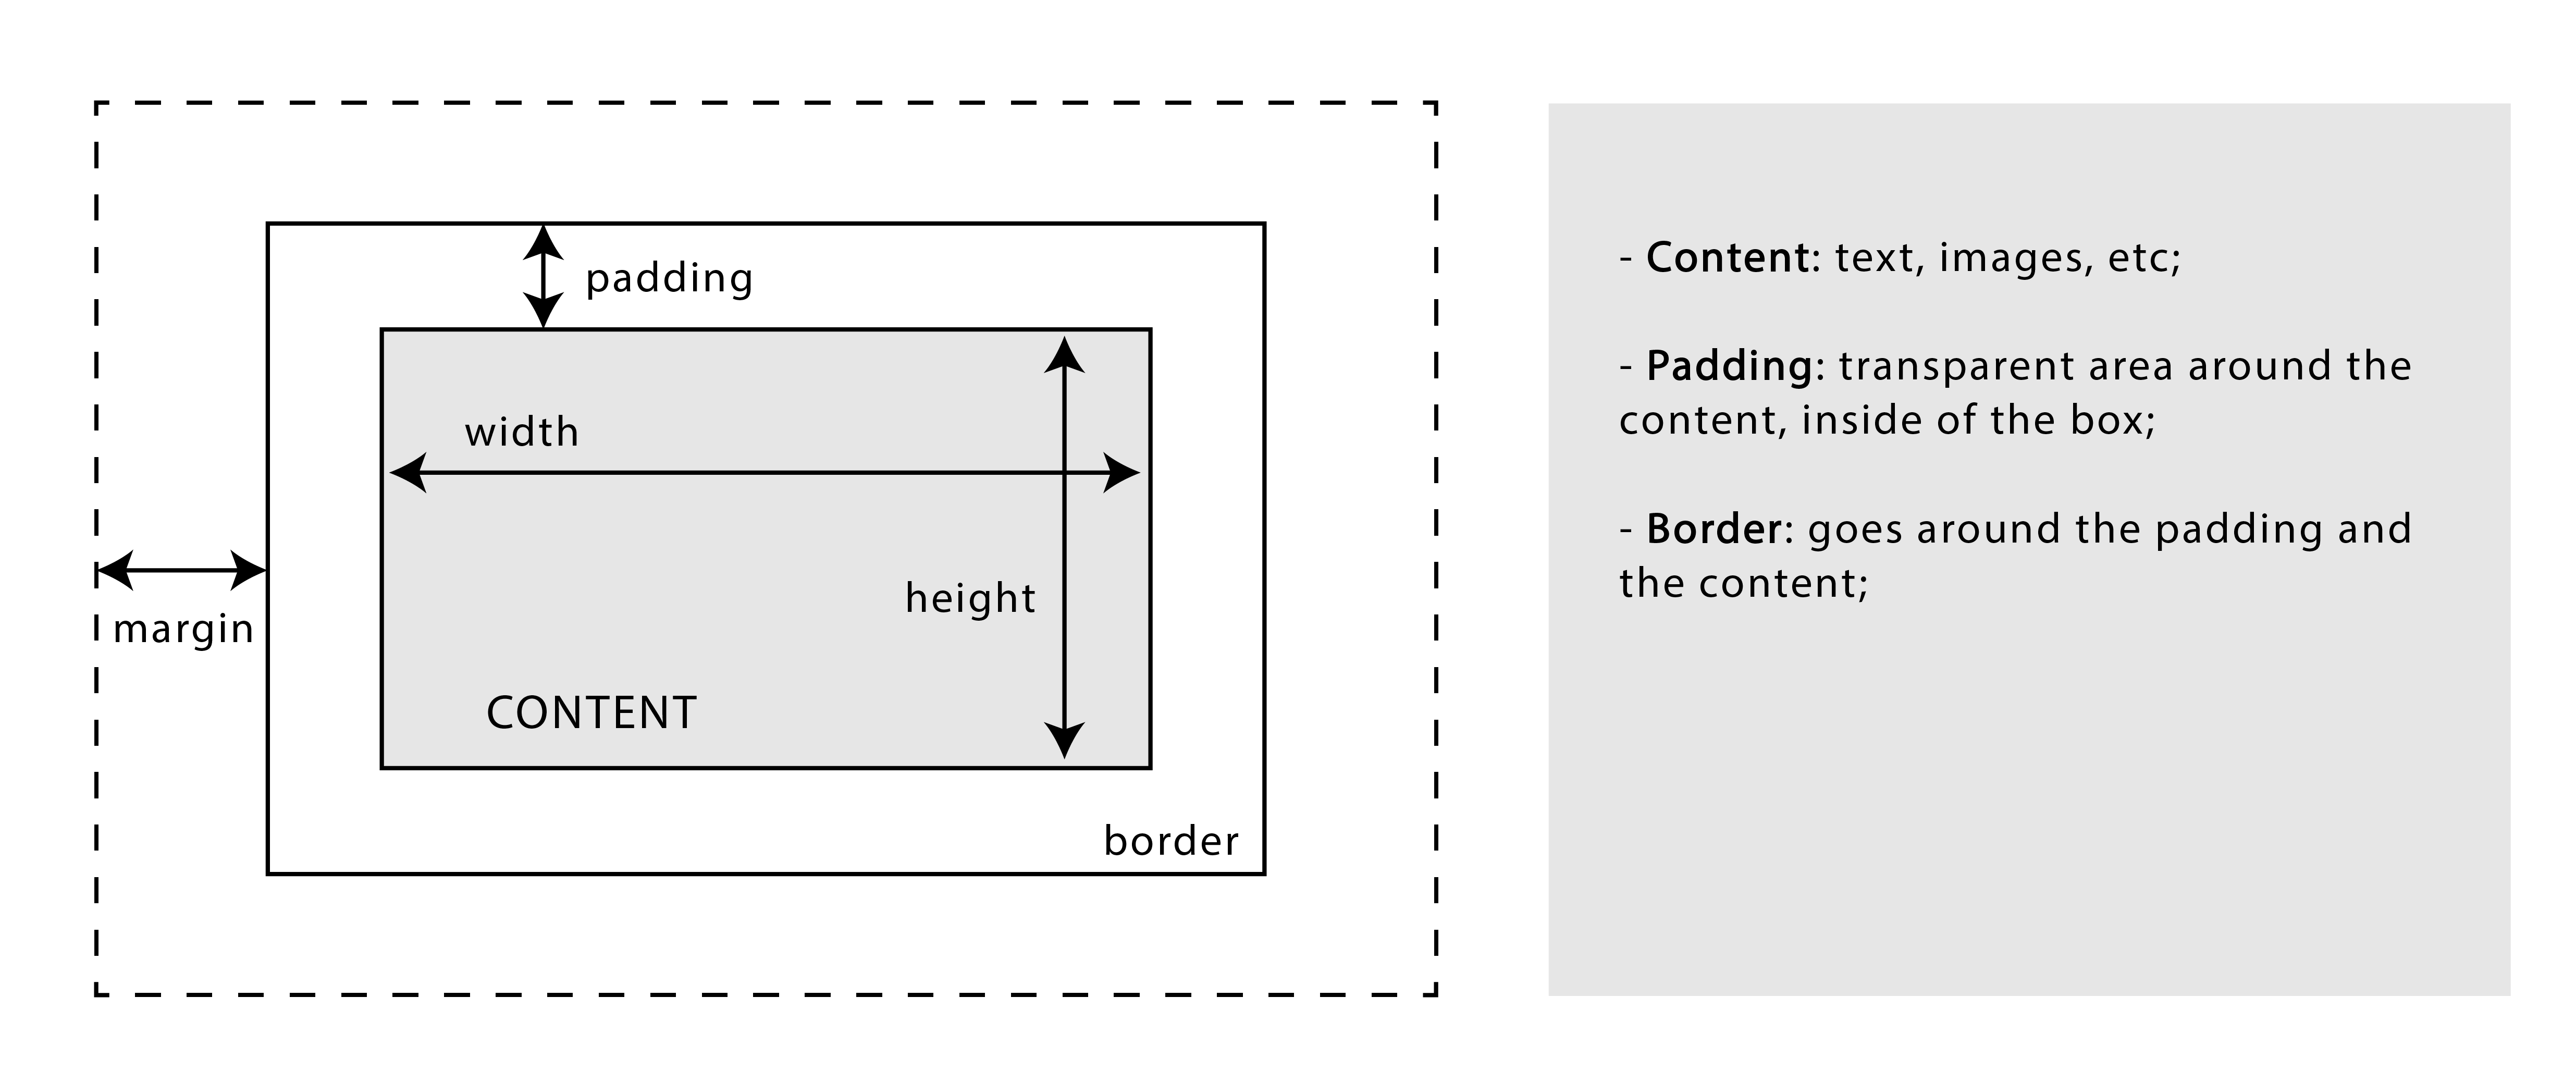 padding
width
height
margin
CONTENT
border
- Content: text, images, etc;
- Padding: transparent area around the
content, inside of the box;
- Border: goes around the padding and
the content;